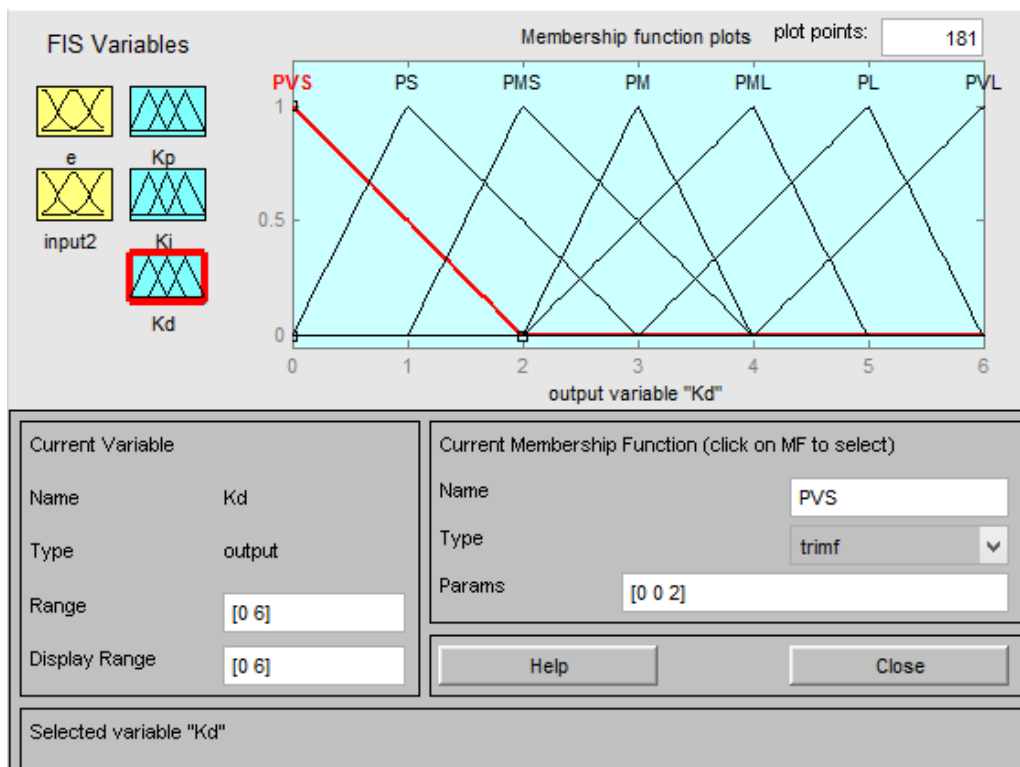 FIS Variables
Membership function plots
plot points:
181
e
Kp
input2
Ki
Kd
PVS PS PMS PM PML PL PVL
1
0.5
0
0 1 2 3 4 5 6
output variable "Kd"
Current Variable
Name Kd
Type output
Range [0 6]
Display Range [0 6]
Current Membership Function (click on MF to select)
Name PVS
Type trimf
Params [0 0 2]
Help Close
Selected variable "Kd"